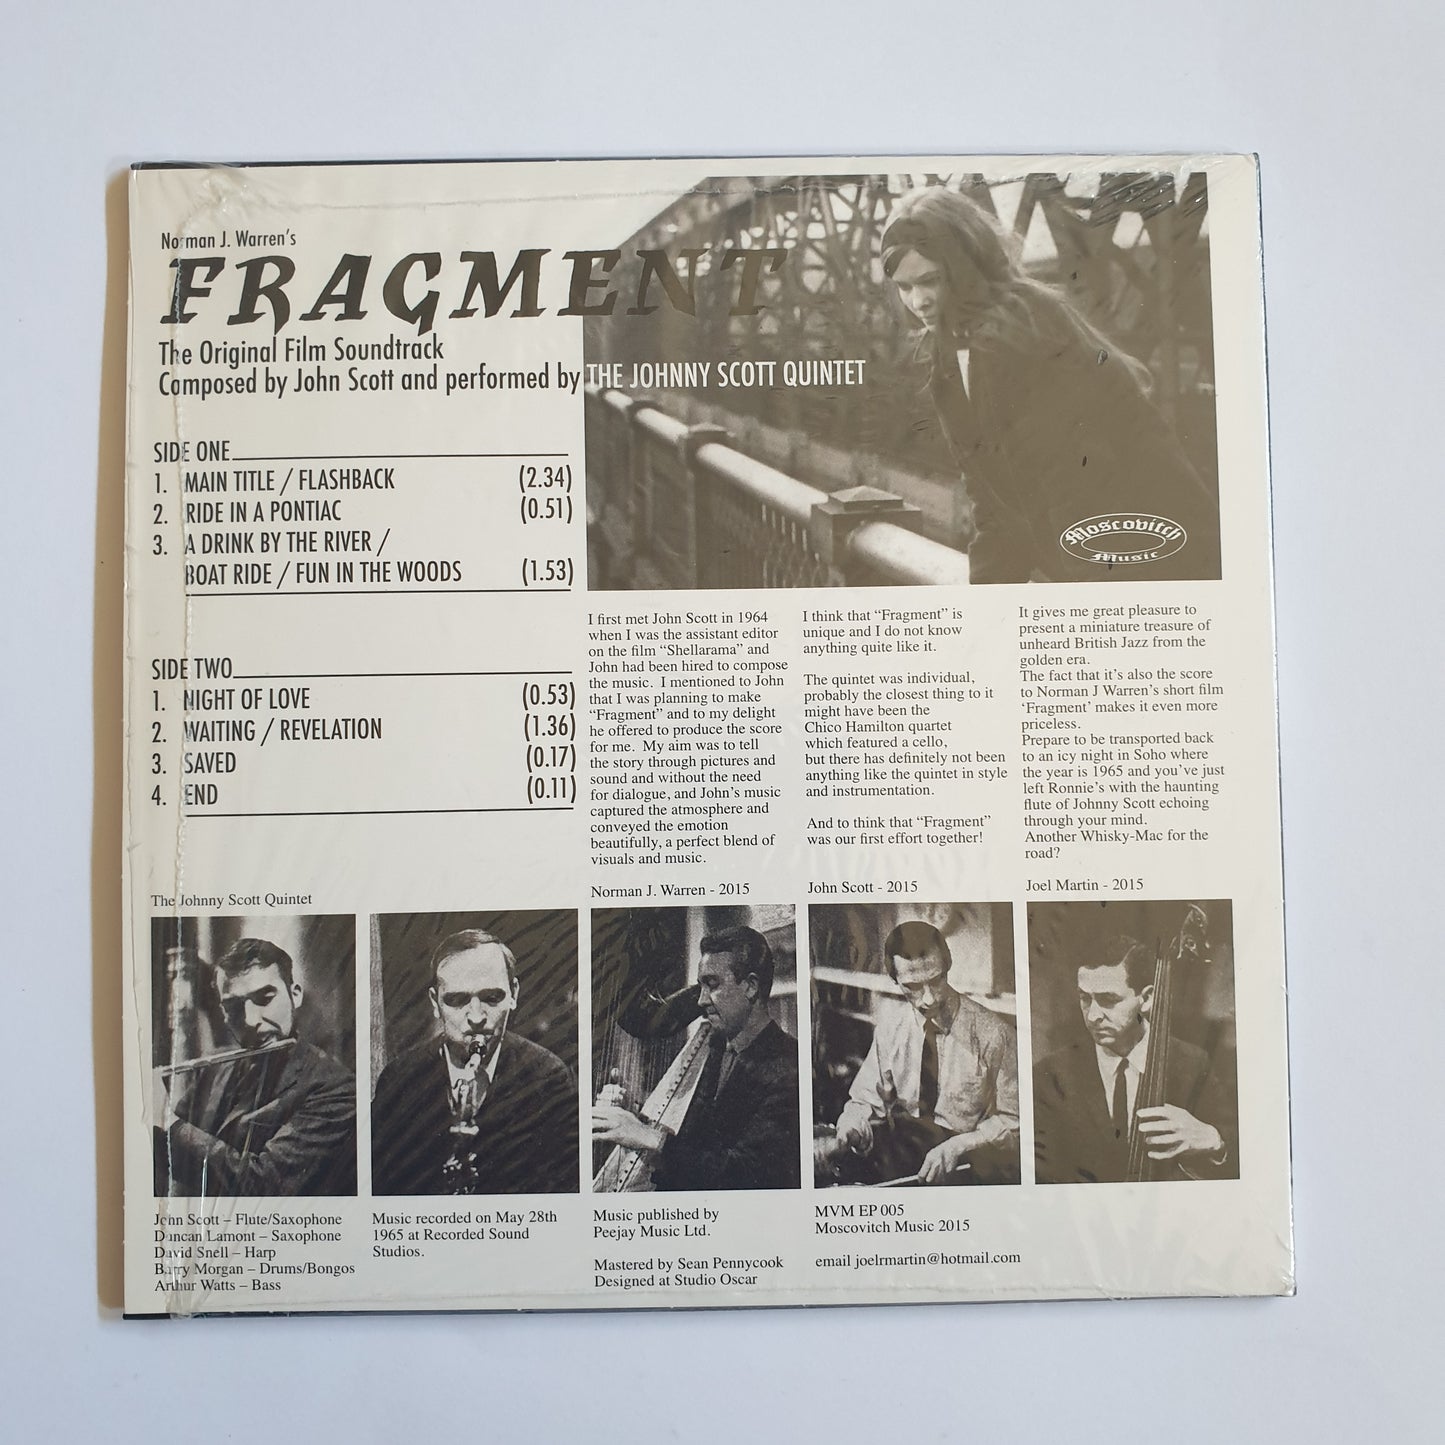 Norman J. Warren's
FRAGMENT
The Original Film Soundtrack
Composed by John Scott and performed by THE JOHNNY SCOTT QUINTET
SIDE ONE
1. MAIN TITLE / FLASHBACK (2.34)
2. RIDE IN A PONTIAC (0.51)
3. A DRINK BY THE RIVER /
BOAT RIDE / FUN IN THE WOODS (1.53)
SIDE TWO
1. NIGHT OF LOVE (0.53)
2. WAITING / REVELATION (1.36)
3. SAVED (0.17)
4. END (0.11)
Moscovitch
Music
I first met John Scott in 1964
when I was the assistant editor
on the film “Shellarama” and
John had been hired to compose
the music. I mentioned to John
that I was planning to make
“Fragment” and to my delight
he offered to produce the score
for me. My aim was to tell
the story through pictures and
sound and without the need
for dialogue, and John’s music
captured the atmosphere and
conveyed the emotion
beautifully, a perfect blend of
visuals and music.
Norman J. Warren - 2015
I think that “Fragment” is
unique and I do not know
anything quite like it.
The quintet was individual,
probably the closest thing to it
might have been the
Chico Hamilton quartet
which featured a cello,
but there has definitely not been
anything like the quintet in style
and instrumentation.
And to think that “Fragment”
was our first effort together!
John Scott - 2015
It gives me great pleasure to
present a miniature treasure of
unheard British Jazz from the
golden era.
The fact that it’s also the score
to Norman J Warren’s short film
‘Fragment’ makes it even more
priceless.
Prepare to be transported back
to an icy night in Soho where
the year is 1965 and you’ve just
left Ronnie’s with the haunting
flute of Johnny Scott echoing
through your mind.
Another Whisky-Mac for the
road?
Joel Martin - 2015
The Johnny Scott Quintet
John Scott – Flute/Saxophone
Duncan Lamont – Saxophone
David Snell – Harp
Barry Morgan – Drums/Bongos
Arthur Watts – Bass
Music recorded on May 28th
1965 at Recorded Sound
Studios.
Music published by
Peejay Music Ltd.
Mastered by Sean Pennycook
Designed at Studio Oscar
MVM EP 005
Moscovitch Music 2015
email joelrmartin@hotmail.com